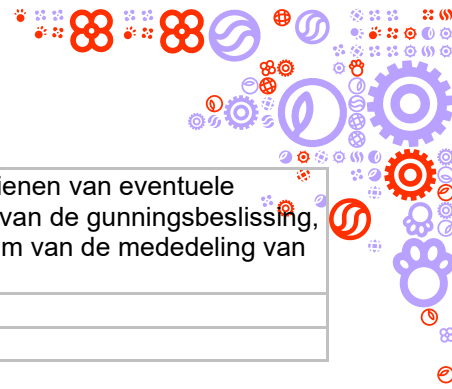 ienen van eventuele
van de gunningsbeslissing,
m van de mededeling van